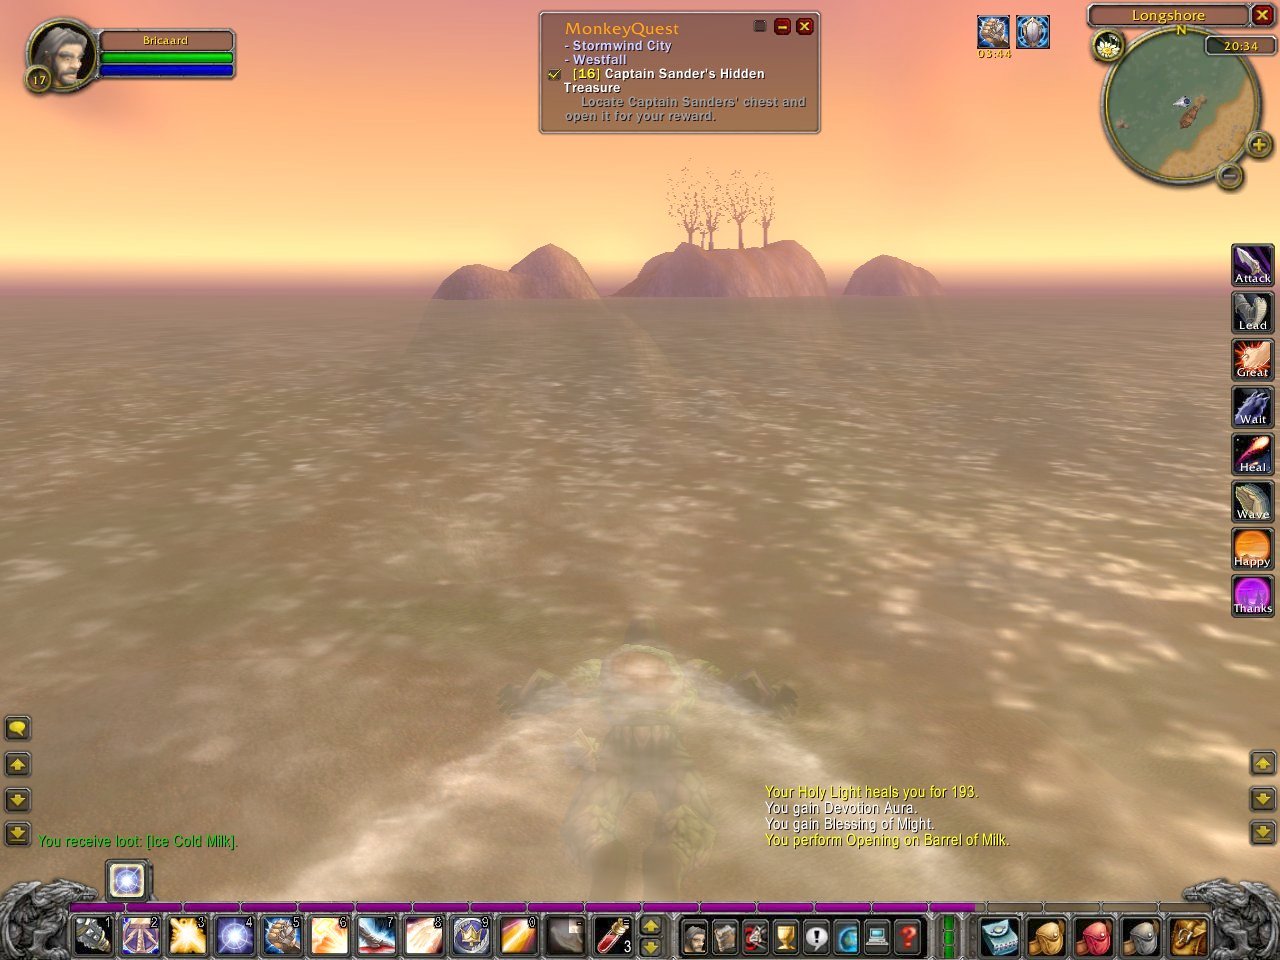 Bricaard
17
MonkeyQuest
- Stormwind City
- Westfall
[16] Captain Sander's Hidden
Treasure
Locate Captain Sanders' chest and
open it for your reward.
03:44
Longshore
N
20:34
Attack
Lead
Great
Wait
Heal
Wave
Happy
Thanks
Your Holy Light heals you for 193.
You gain Devotion Aura.
You gain Blessing of Might.
You perform Opening on Barrel of Milk.
You receive loot: [Ice Cold Milk].
1
2
3
4
5
6
7
8
9
0
-
=
3